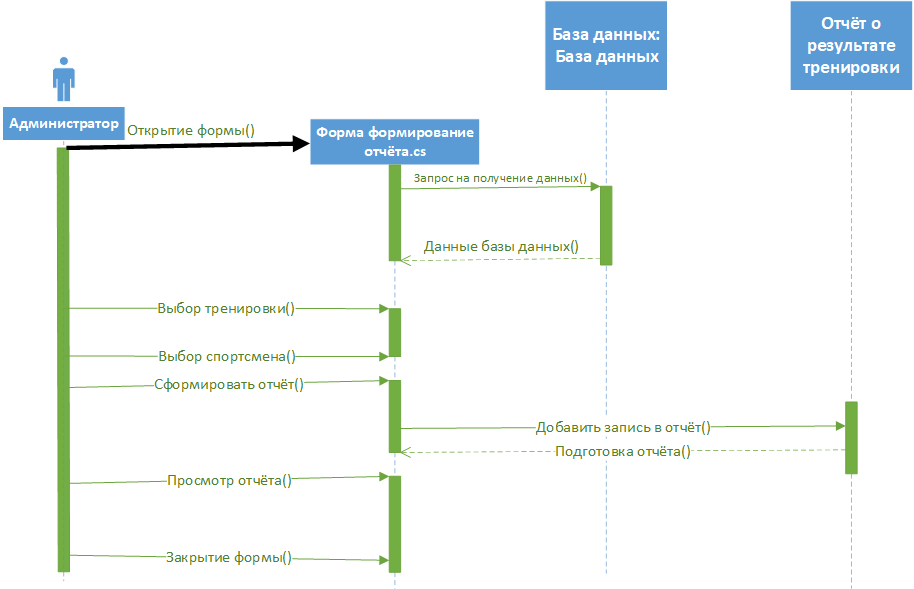 База данных:
База данных
Отчёт о
результате
тренировки
Администратор
Открытие формы()
Форма формирование
отчёта.cs
Запрос на получение данных()
Данные базы данных()
Выбор тренировки()
Выбор спортсмена()
Сформировать отчёт()
Добавить запись в отчёт()
Подготовка отчёта()
Просмотр отчёта()
Закрытие формы()